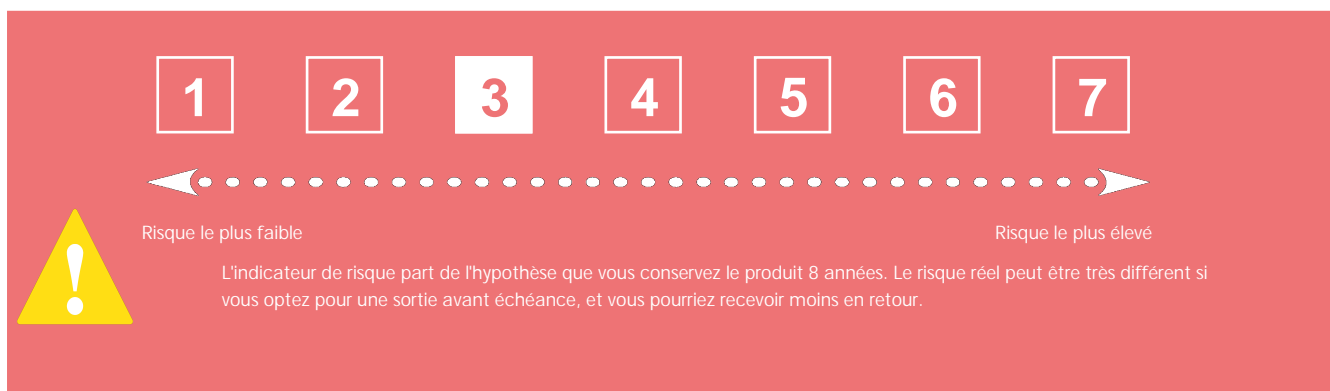 1 2 3 4 5 6 7
Risque le plus faible Risque le plus élevé
!
L'indicateur de risque part de l'hypothèse que vous conservez le produit 8 années. Le risque réel peut être très différent si
vous optez pour une sortie avant échéance, et vous pourriez recevoir moins en retour.